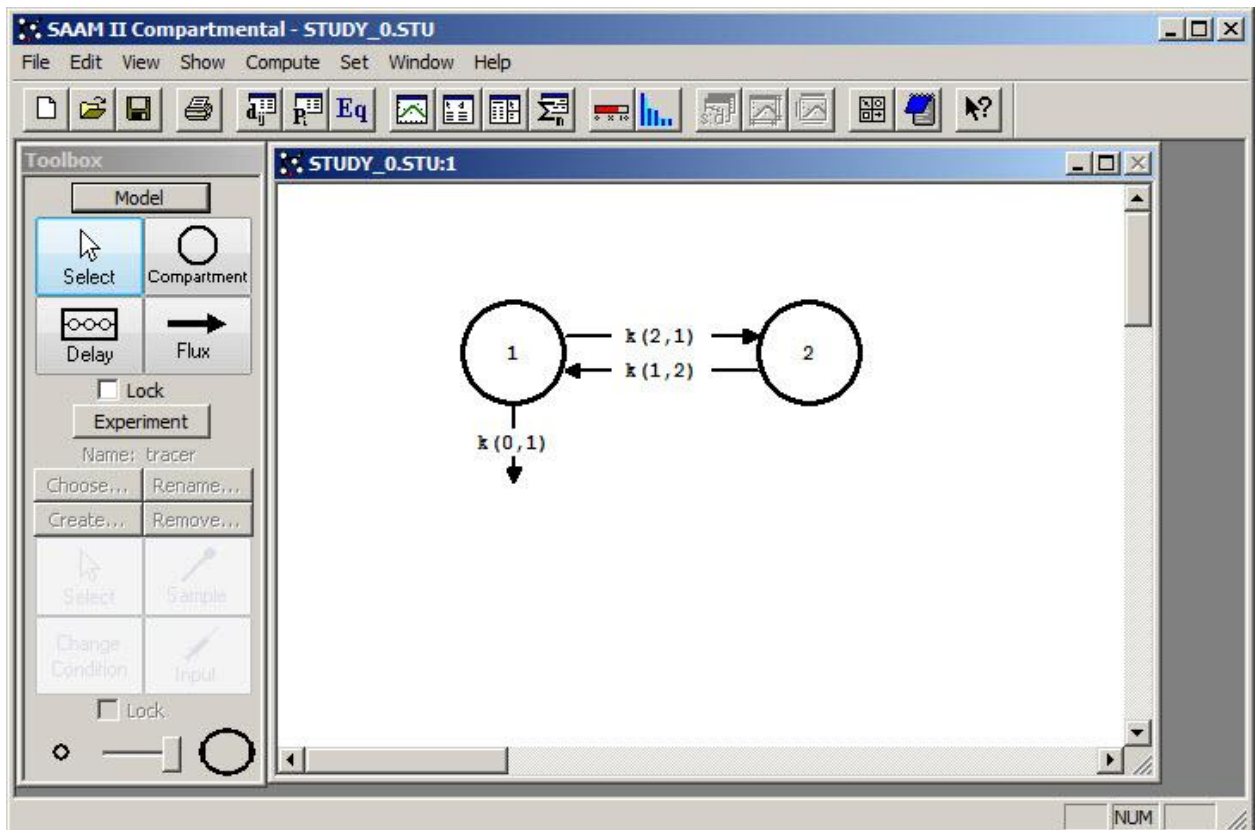 SAAM II Compartmental - STUDY_0.STU
File Edit View Show Compute Set Window Help
Eq
Toolbox
Model
Select Compartment
Delay Flux
Lock
Experiment
Name: tracer
Choose... Rename...
Create... Remove...
Select Sample
Change Condition Input
Lock
STUDY_0.STU:1
1 k(2,1) 2
k(1,2)
k(0,1)
NUM